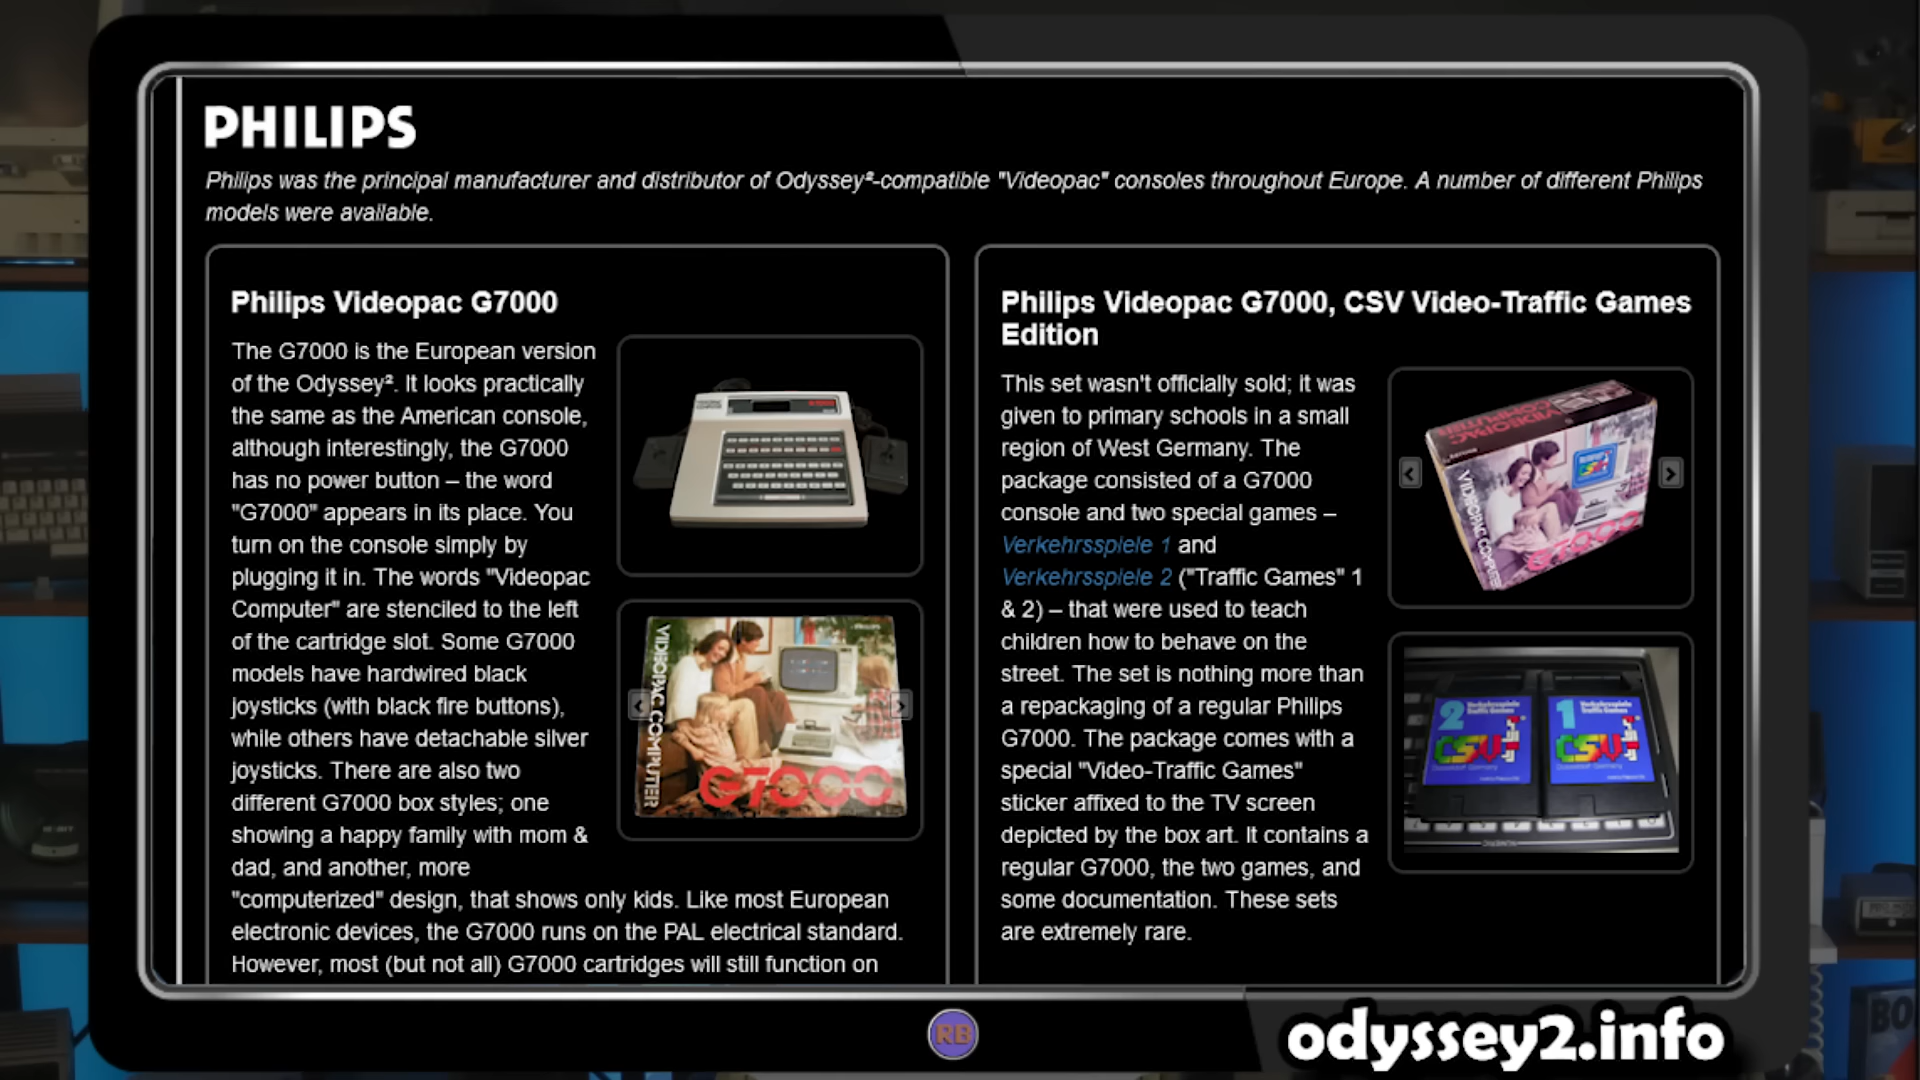 PHILIPS
Philips was the principal manufacturer and distributor of Odyssey²-compatible "Videopac" consoles throughout Europe. A number of different Philips
models were available.
Philips Videopac G7000
The G7000 is the European version
of the Odyssey². It looks practically
the same as the American console,
although interestingly, the G7000
has no power button – the word
"G7000" appears in its place. You
turn on the console simply by
plugging it in. The words "Videopac
Computer" are stenciled to the left
of the cartridge slot. Some G7000
models have hardwired black
joysticks (with black fire buttons),
while others have detachable silver
joysticks. There are also two
different G7000 box styles; one
showing a happy family with mom &
dad, and another, more
"computerized" design, that shows only kids. Like most European
electronic devices, the G7000 runs on the PAL electrical standard.
However, most (but not all) G7000 cartridges will still function on
VIDEOPAC COMPUTER
G7000
Philips Videopac G7000, CSV Video-Traffic Games
Edition
This set wasn't officially sold; it was
given to primary schools in a small
region of West Germany. The
package consisted of a G7000
console and two special games –
Verkehrsspiele 1 and
Verkehrsspiele 2 ("Traffic Games" 1
& 2) – that were used to teach
children how to behave on the
street. The set is nothing more than
a repackaging of a regular Philips
G7000. The package comes with a
special "Video-Traffic Games"
sticker affixed to the TV screen
depicted by the box art. It contains a
regular G7000, the two games, and
some documentation. These sets
are extremely rare.
VIDEOPAC COMPUTER
VIDEOPAC COMPUTER
CSV
G7000
2 Verkehrsspiele
Traffic Games
CSV
1 Verkehrsspiele
Traffic Games
CSV
RB
odyssey2.info
BO